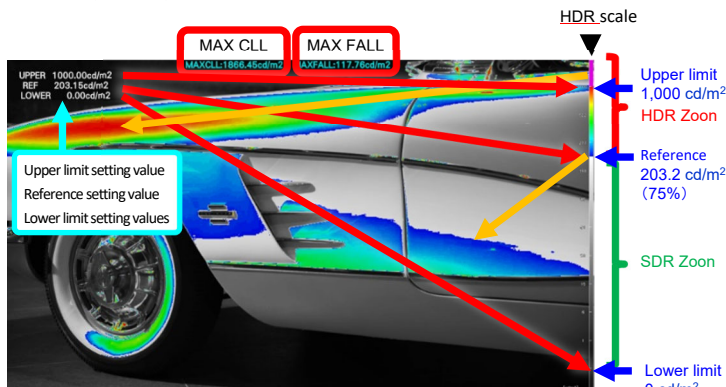 HDR scale
MAX CLL
MAX FALL
MAXCLL:1866.45cd/m2
MAXFALL:117.76cd/m2
UPPER 1000.00cd/m2
REF 203.15cd/m2
LOWER 0.00cd/m2
Upper limit
1,000 cd/m²
HDR Zoon
Upper limit setting value
Reference setting value
Lower limit setting values
Reference
203.2 cd/m²
(75%)
SDR Zoon
Lower limit